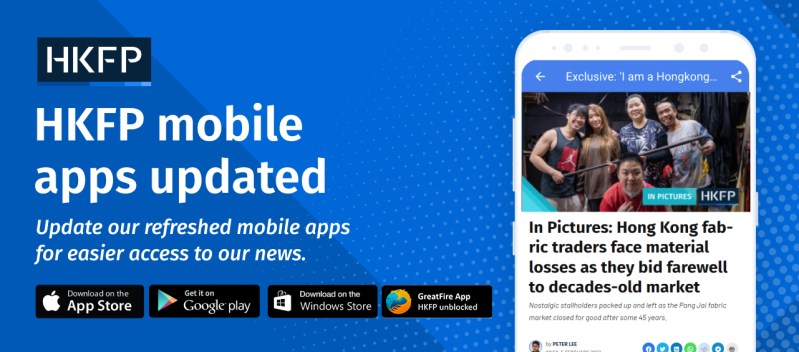 HKFP
HKFP mobile
apps updated
Update our refreshed mobile apps
for easier access to our news.
Download on the
App Store
Get it on
Google play
Download on the
Windows Store
GreatFire App
HKFP unblocked
Exclusive: 'I am a Hongkong...
IN PICTURES HKFP
In Pictures: Hong Kong fab-
ric traders face material
losses as they bid farewell
to decades-old market
Nostalgic stallholders packed up and left as the Pang Jai fabric
market closed for good after some 45 years,
by PETER LEE